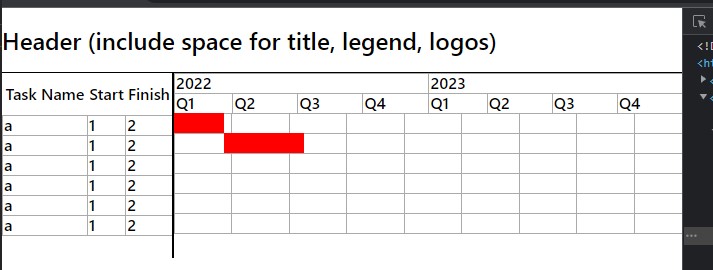 Header (include space for title, legend, logos)
2022 2023
Task Name Start Finish
Q1 Q2 Q3 Q4 Q1 Q2 Q3 Q4
a 1 2
a 1 2
a 1 2
a 1 2
a 1 2
a 1 2
<!D
<ht
...